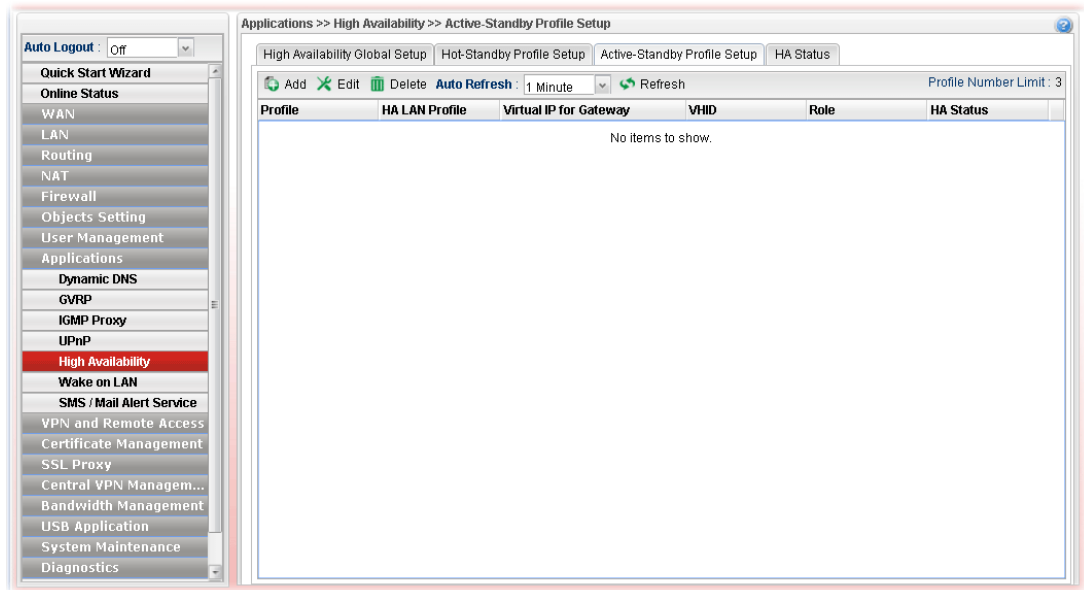 Applications >> High Availability >> Active-Standby Profile Setup
Auto Logout : Off
Quick Start Wizard
Online Status
WAN
LAN
Routing
NAT
Firewall
Objects Setting
User Management
Applications
Dynamic DNS
GVRP
IGMP Proxy
UPnP
High Availability
Wake on LAN
SMS / Mail Alert Service
VPN and Remote Access
Certificate Management
SSL Proxy
Central VPN Managem...
Bandwidth Management
USB Application
System Maintenance
Diagnostics
High Availability Global Setup Hot-Standby Profile Setup Active-Standby Profile Setup HA Status
Add Edit Delete Auto Refresh : 1 Minute Refresh Profile Number Limit : 3
Profile HA LAN Profile Virtual IP for Gateway VHID Role HA Status
No items to show.